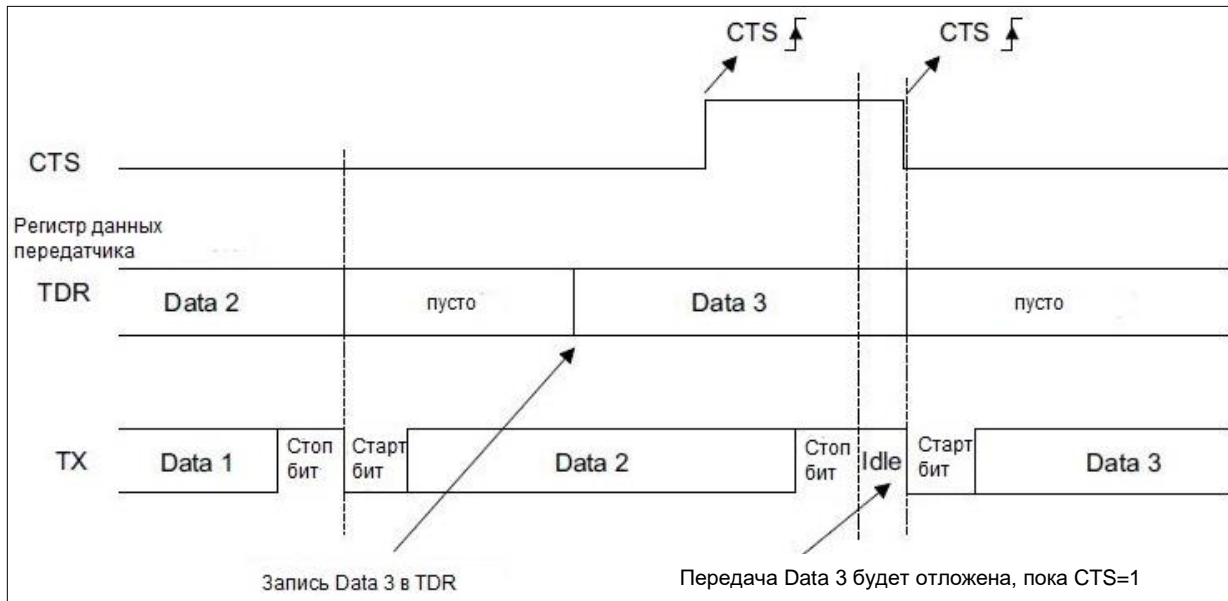 CTS
CTS
CTS
Регистр данных
передатчика
TDR
Data 2
пусто
Data 3
пусто
TX
Data 1
Стоп
бит
Старт
бит
Data 2
Стоп
бит
Idle
Старт
бит
Data 3
Запись Data 3 в TDR
Передача Data 3 будет отложена, пока CTS=1